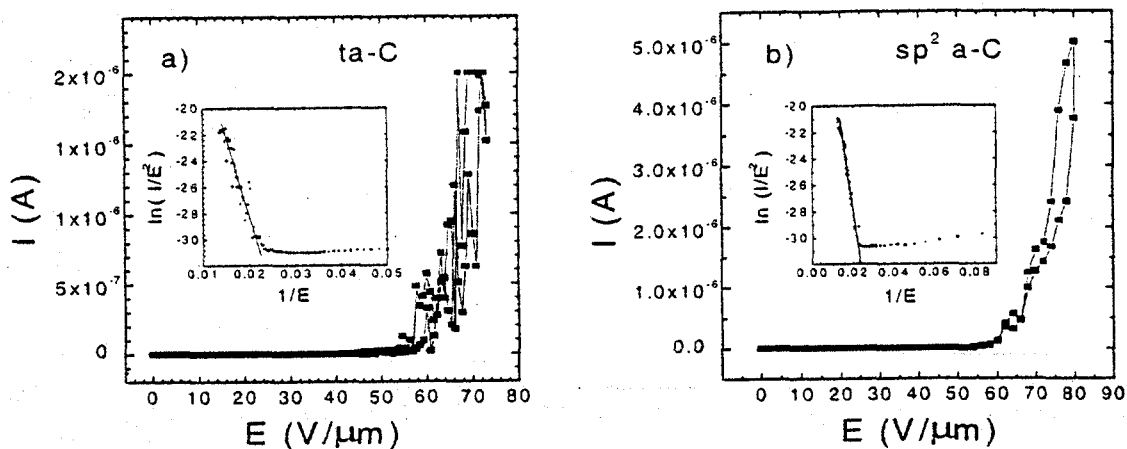 a) ta-C
I (A)
2x10⁻⁶
1x10⁻⁶
1x10⁻⁶
5x10⁻⁷
0
0 10 20 30 40 50 60 70 80
E (V/μm)
ln( I/E²)
-20
-22
-24
-26
-28
-30
0.01 0.02 0.03 0.04 0.05
1/E
b) sp² a-C
I (A)
5.0x10⁻⁶
4.0x10⁻⁶
3.0x10⁻⁶
2.0x10⁻⁶
1.0x10⁻⁶
0.0
0 10 20 30 40 50 60 70 80 90
E (V/μm)
ln (I/E²)
-20
-22
-24
-26
-28
-30
0.00 0.02 0.04 0.06 0.08
1/E